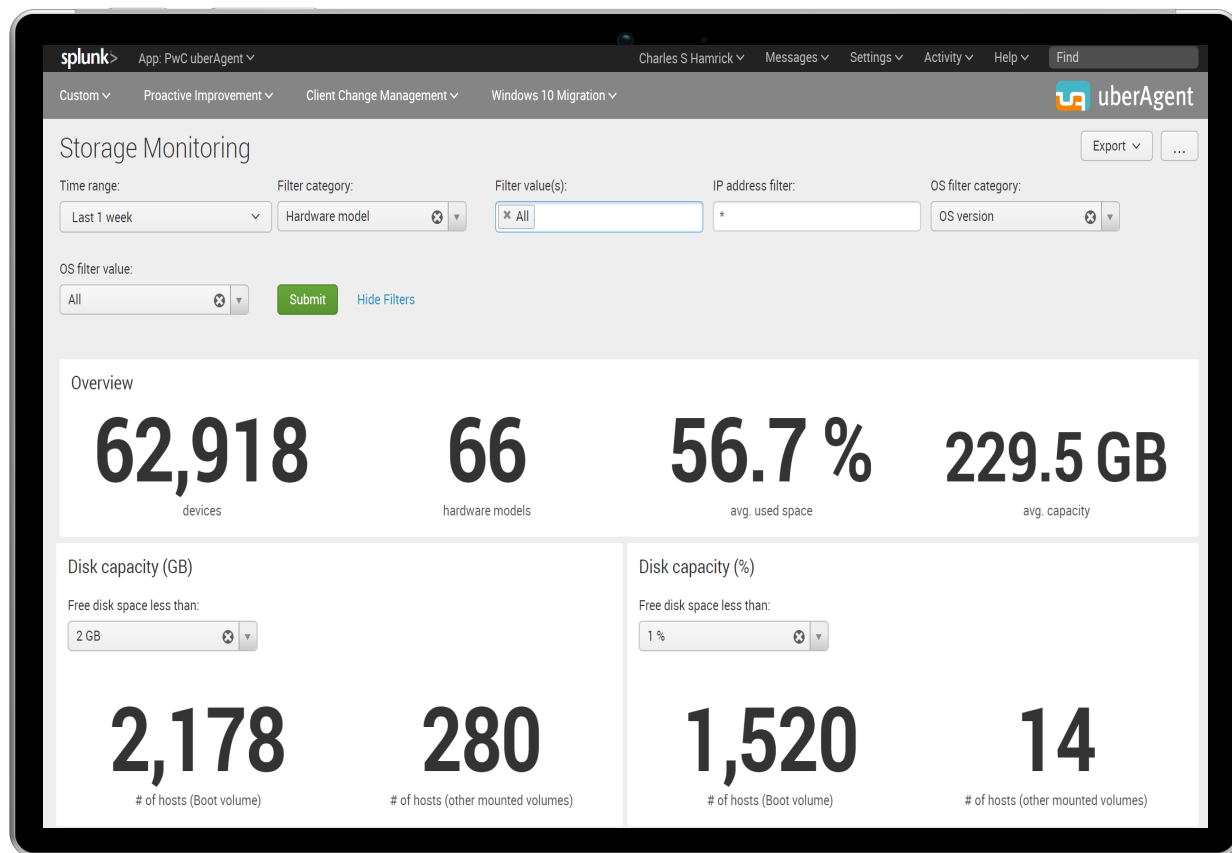 splunk> App: PwC uberAgent Charles S Hamrick Messages Settings Activity Help Find
Custom Proactive Improvement Client Change Management Windows 10 Migration uberAgent
Storage Monitoring Export ...
Time range: Filter category: Filter value(s): IP address filter: OS filter category:
Last 1 week Hardware model All * OS version
OS filter value:
All Submit Hide Filters
Overview
62,918 66 56.7 % 229.5 GB
devices hardware models avg. used space avg. capacity
Disk capacity (GB) Disk capacity (%)
Free disk space less than: Free disk space less than:
2 GB 1 %
2,178 280 1,520 14
# of hosts (Boot volume) # of hosts (other mounted volumes) # of hosts (Boot volume) # of hosts (other mounted volumes)